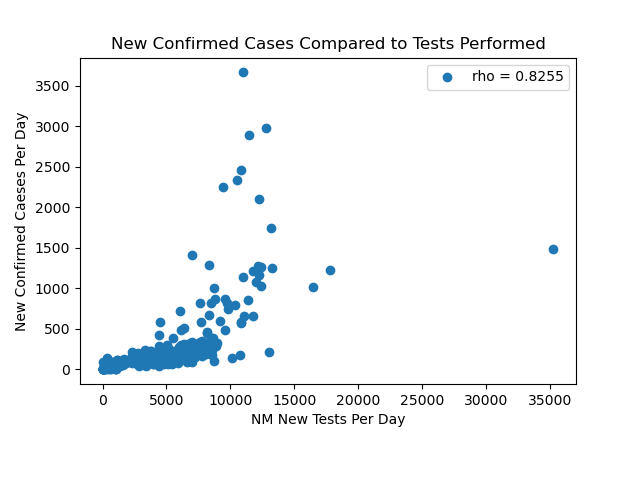 New Confirmed Cases Compared to Tests Performed
rho = 0.8255
New Confirmed Caeses Per Day
3500
3000
2500
2000
1500
1000
500
0
0 5000 10000 15000 20000 25000 30000 35000
NM New Tests Per Day